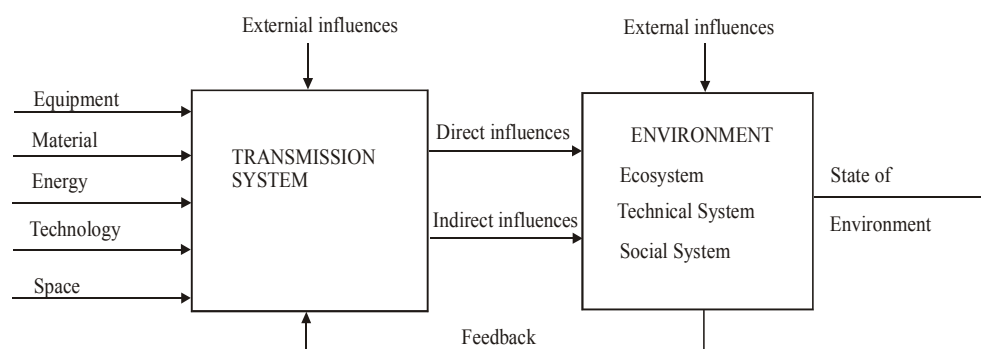 Externial influences
External influences
Equipment
Material
Energy
Technology
Space
TRANSMISSION
SYSTEM
Direct influences
Indirect influences
ENVIRONMENT
Ecosystem
Technical System
Social System
State of
Environment
Feedback